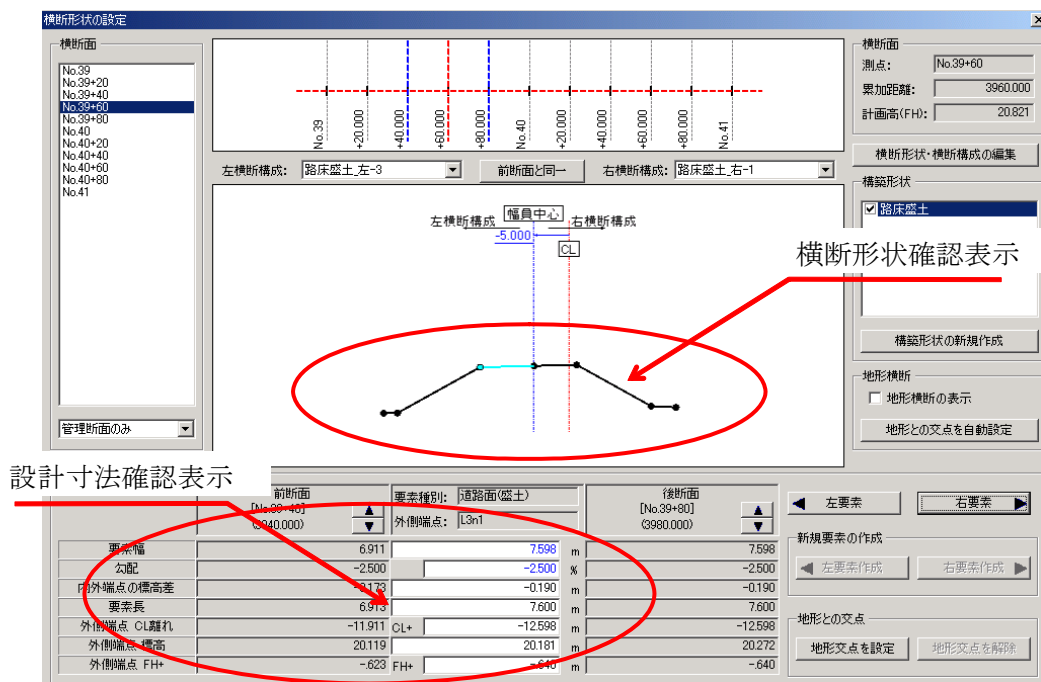 横断形状の設定
横断面
No.39
No.39+20
No.39+40
No.39+60
No.39+80
No.40
No.40+20
No.40+40
No.40+60
No.40+80
No.41
管理断面のみ
No.39
+20.000
+40.000
+60.000
+80.000
No.40
+20.000
+40.000
+60.000
+80.000
No.41
左横断構成: 路床盛土_左-3
前断面と同一
右横断構成: 路床盛土_右-1
幅員中心
左横断構成 右横断構成
-5.000
CL
横断形状確認表示
横断面
測点: No.39+60
累加距離: 3960.000
計画高(FH): 20.821
横断形状・横断構成の編集
構築形状
路床盛土
構築形状の新規作成
地形横断
地形横断の表示
地形との交点を自動設定
設計寸法確認表示
前断面
[No.39+40]
(3940.000)
要素種別: 道路面(盛土)
外側端点: L3n1
後断面
[No.39+80]
(3980.000)
要素幅 6.911 7.598 m 7.598
勾配 -2.500 -2.500 % -2.500
内外端点の標高差 -0.173 -0.190 m -0.190
要素長 6.913 7.600 m 7.600
外側端点 CL離れ -11.911 CL+ -12.598 m -12.598
外側端点 標高 20.119 20.181 m 20.272
外側端点 FH+ -.623 FH+ -.640 m -.640
左要素 右要素
新規要素の作成
左要素作成 右要素作成
地形との交点
地形交点を設定 地形交点を解除